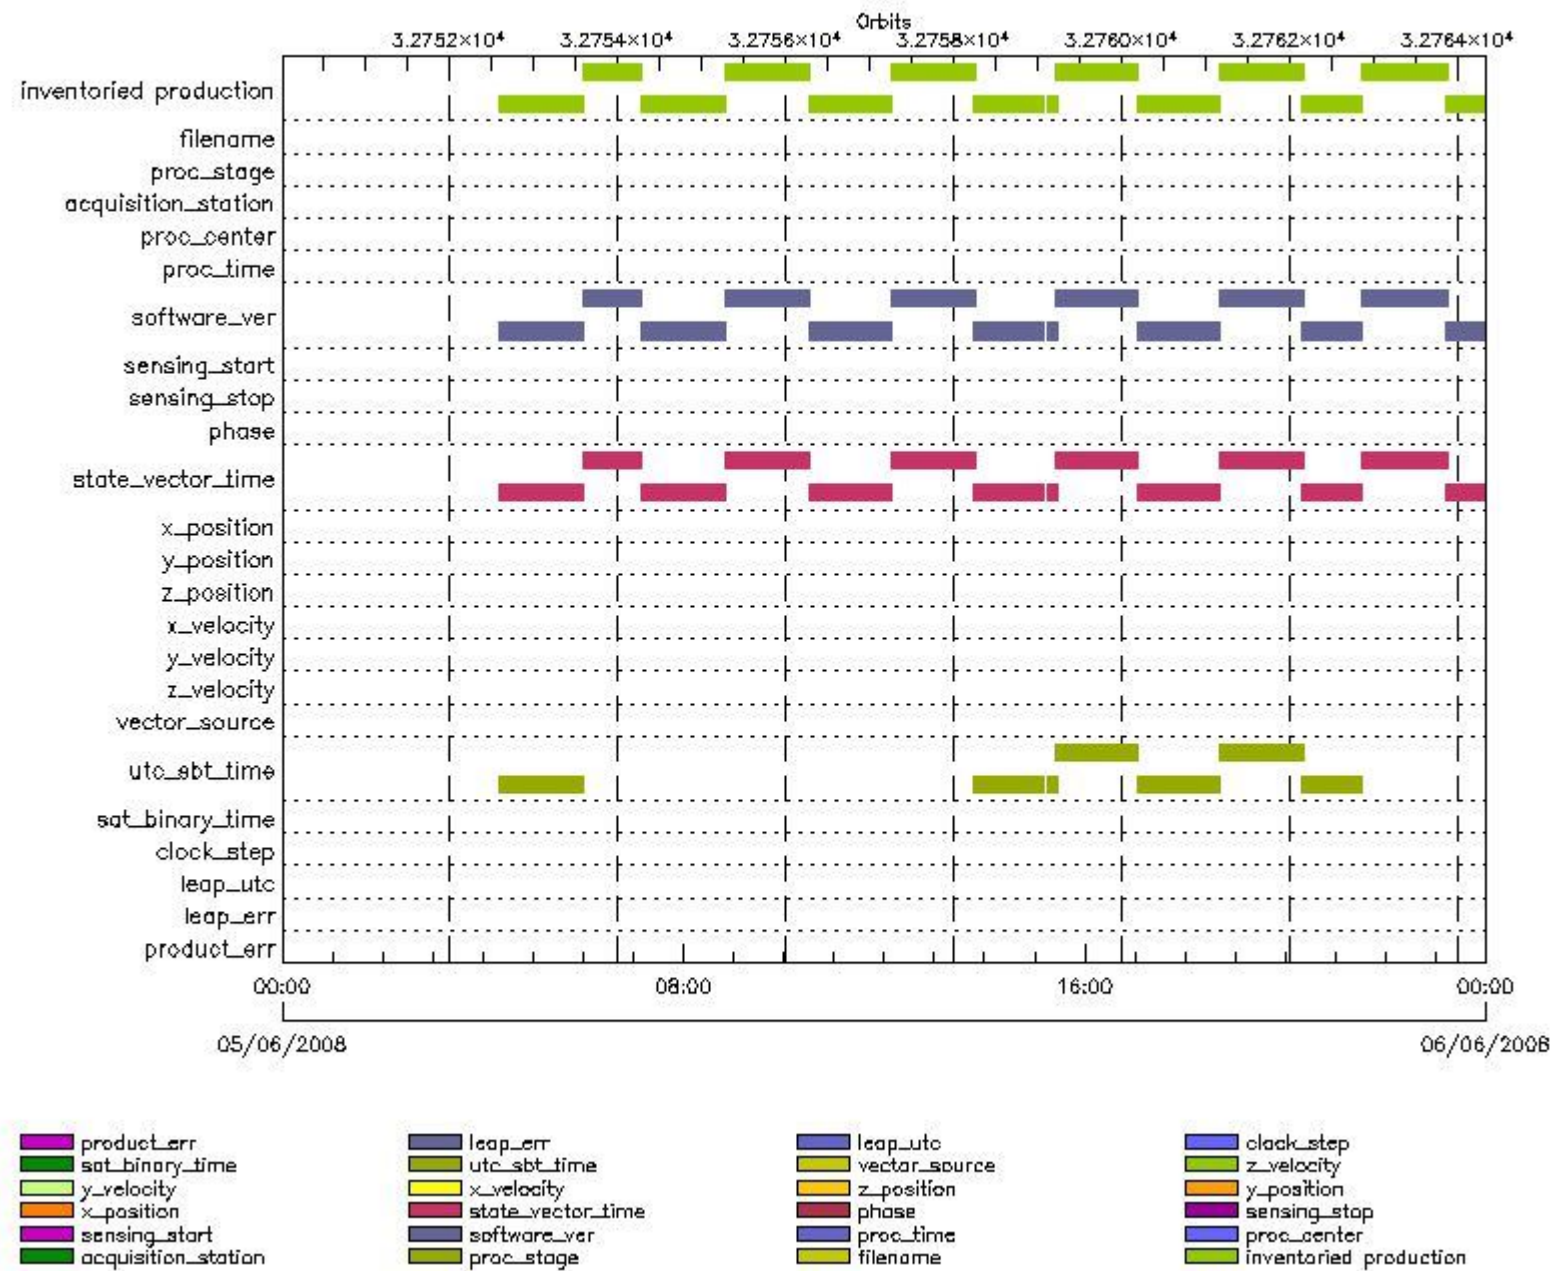 Orbits
3.2752×10⁴ 3.2754×10⁴ 3.2756×10⁴ 3.2758×10⁴ 3.2760×10⁴ 3.2762×10⁴ 3.2764×10⁴
inventoried production
filename
proc_stage
acquisition_station
proc_center
proc_time
software_ver
sensing_start
sensing_stop
phase
state_vector_time
x_position
y_position
z_position
x_velocity
y_velocity
z_velocity
vector_source
utc_sbt_time
sat_binary_time
clock_step
leap_utc
leap_err
product_err
00:00 08:00 16:00 00:00
05/06/2008 06/06/2008
product_err leap_err leap_utc clock_step
sat_binary_time utc_sbt_time vector_source z_velocity
y_velocity x_velocity z_position y_position
x_position state_vector_time phase sensing_stop
sensing_start software_ver proc_time proc_center
acquisition_station proc_stage filename inventoried production